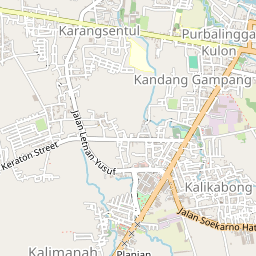 Karangsentul
Purbalingga
Kulon
Kandang Gampang
Jalan Letnan Yusuf
Keraton Street
Kalikabong
Jalan Soekarno Hat
Kalimanah
Planjan